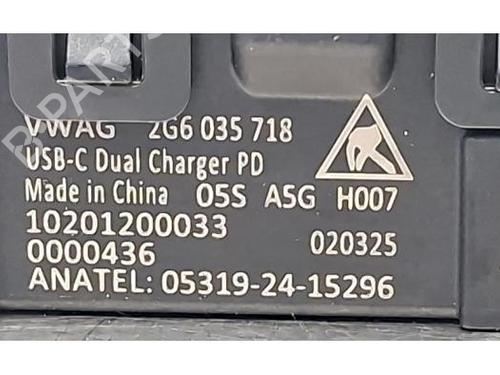 B-PARTS
VWAG 2G6 035 718
USB-C Dual Charger PD
Made in China 05S A5G H007
10201200033 020325
0000436
ANATEL: 05319-24-15296